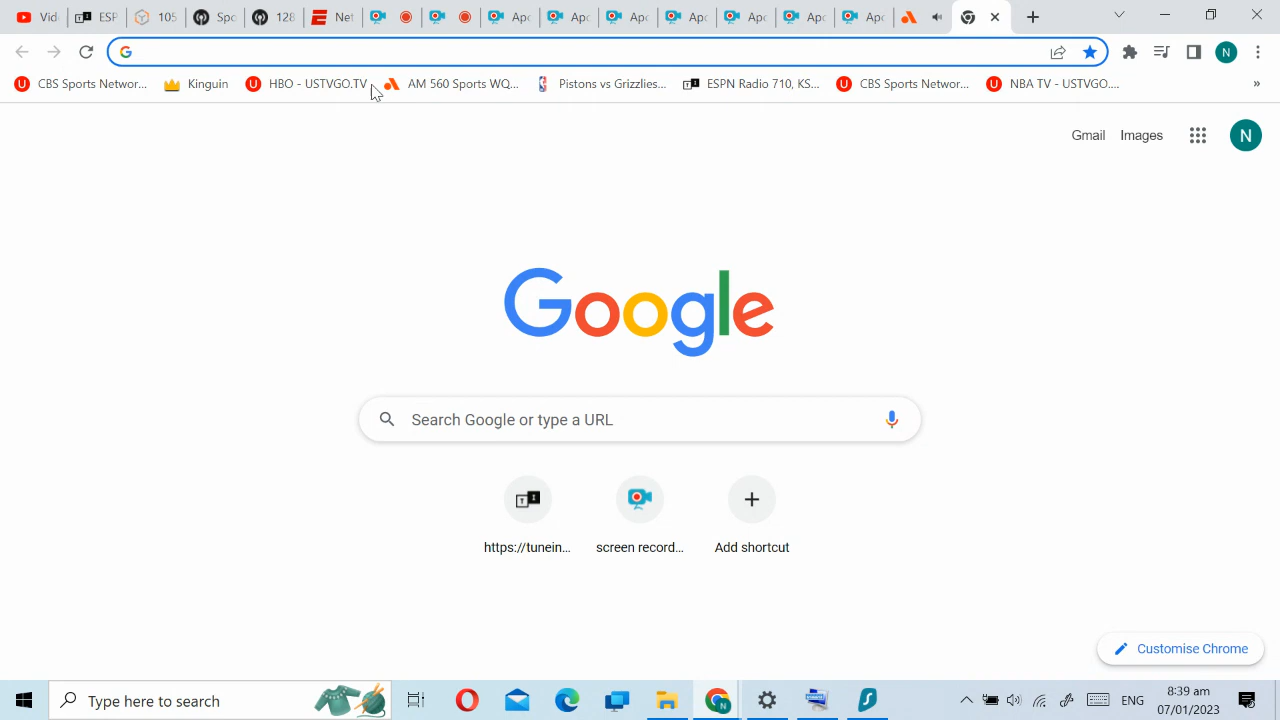 Vid ESP 105 Spo 128 Net Apo Apo Apo Apo Apo Apo Apo
CBS Sports Networ... Kinguin HBO - USTVGO.TV AM 560 Sports WQ... Pistons vs Grizzlies... ESPN Radio 710, KS... CBS Sports Networ... NBA TV - USTVGO.... »
Gmail Images N
Google
Search Google or type a URL
https://tunein... screen record... Add shortcut
Customise Chrome
Type here to search
ENG
8:39 am
07/01/2023